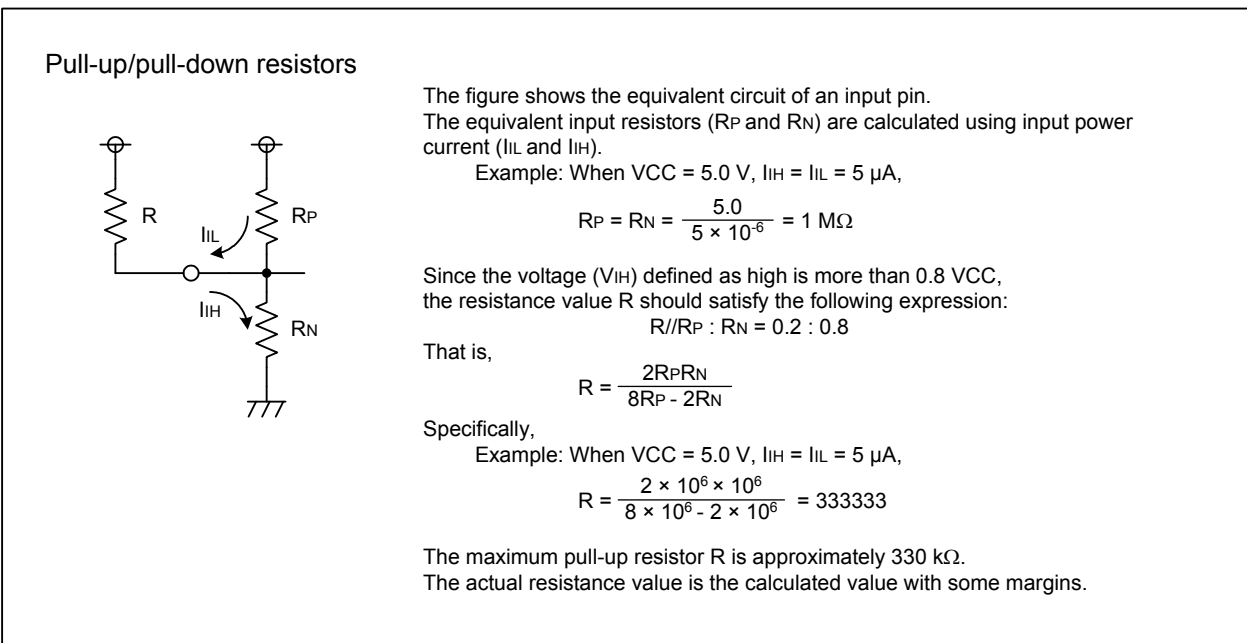 Pull-up/pull-down resistors
The figure shows the equivalent circuit of an input pin.
The equivalent input resistors (RP and RN) are calculated using input power
current (IIL and IIH).
Example: When VCC = 5.0 V, IIH = IIL = 5 μA,
RP = RN = 5.0 / 5 × 10⁻⁶ = 1 MΩ
R
RP
IIL
IIH
RN
Since the voltage (VIH) defined as high is more than 0.8 VCC,
the resistance value R should satisfy the following expression:
R//RP : RN = 0.2 : 0.8
That is,
R = 2RPRN / 8RP - 2RN
Specifically,
Example: When VCC = 5.0 V, IIH = IIL = 5 μA,
R = 2 × 10⁶ × 10⁶ / 8 × 10⁶ - 2 × 10⁶ = 333333
The maximum pull-up resistor R is approximately 330 kΩ.
The actual resistance value is the calculated value with some margins.